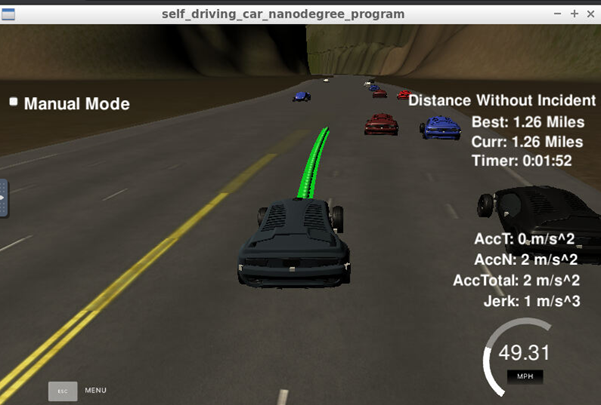 self_driving_car_nanodegree_program
Manual Mode
Distance Without Incident
Best: 1.26 Miles
Curr: 1.26 Miles
Timer: 0:01:52
AccT: 0 m/s^2
AccN: 2 m/s^2
AccTotal: 2 m/s^2
Jerk: 1 m/s^3
49.31
MPH
ESC MENU